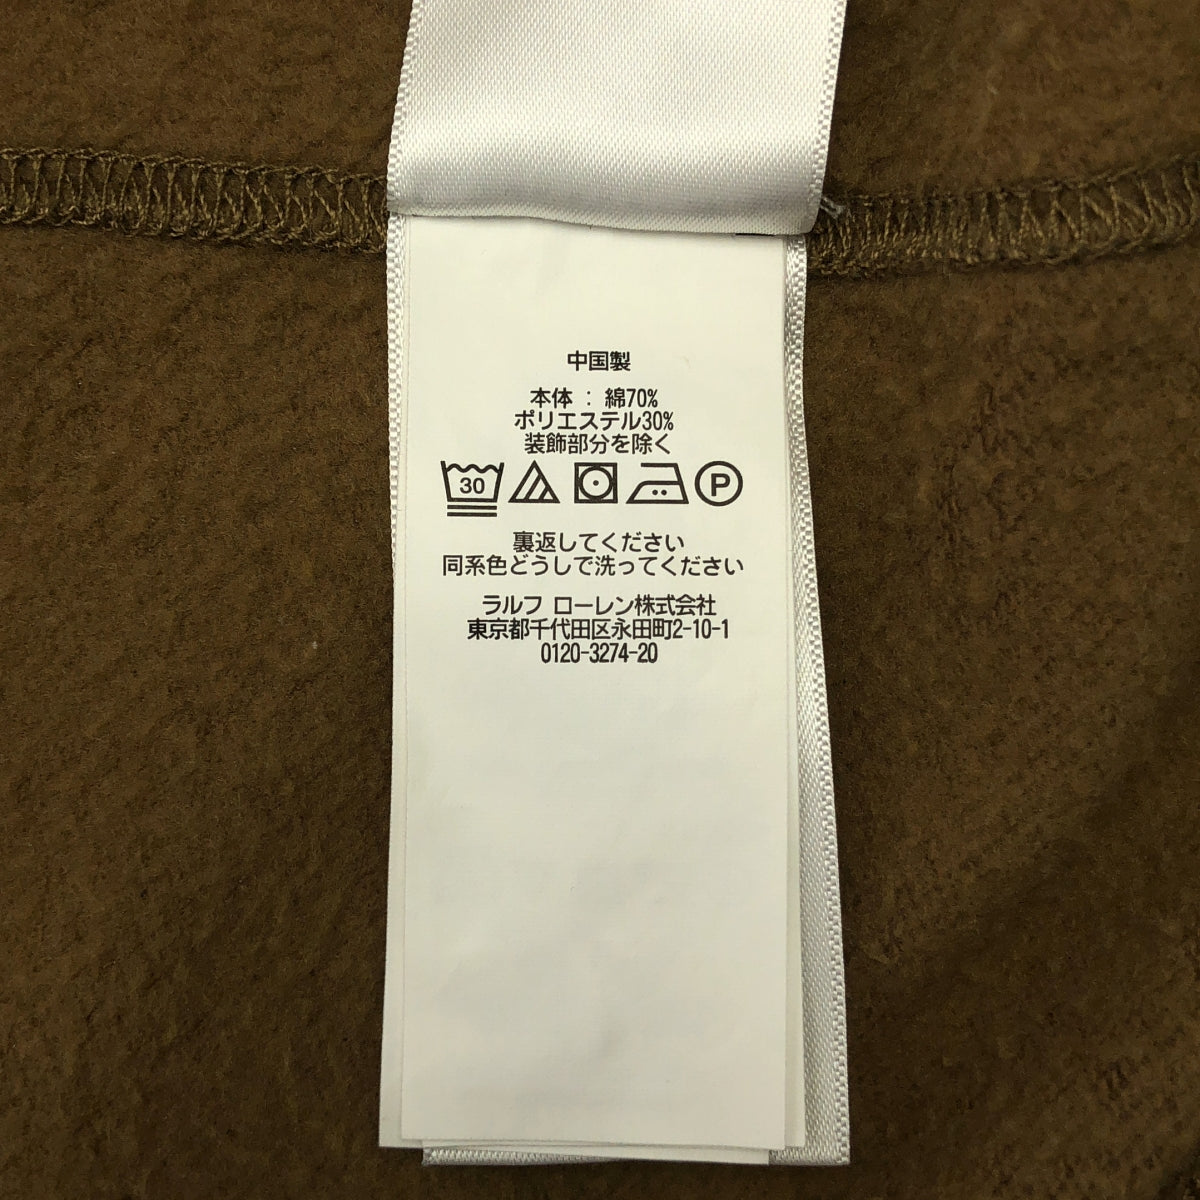 中国製
本体 : 綿70%
ポリエステル30%
装飾部分を除く
30 P
裏返してください
同系色どうしで洗ってください
ラルフ ローレン株式会社
東京都千代田区永田町2-10-1
0120-3274-20